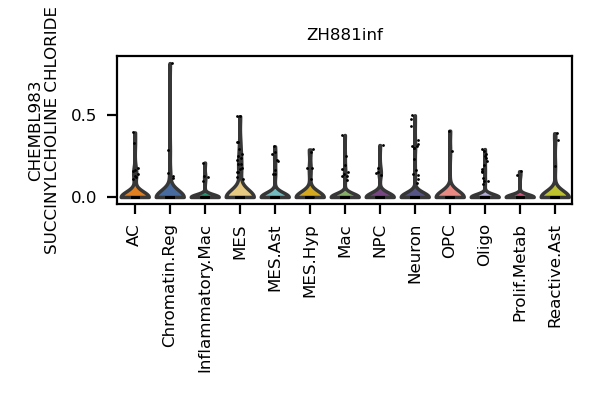 ZH881inf
CHEMBL983
SUCCINYLCHOLINE CHLORIDE
0.5
0.0
AC
Chromatin.Reg
Inflammatory.Mac
MES
MES.Ast
MES.Hyp
Mac
NPC
Neuron
OPC
Oligo
Prolif.Metab
Reactive.Ast